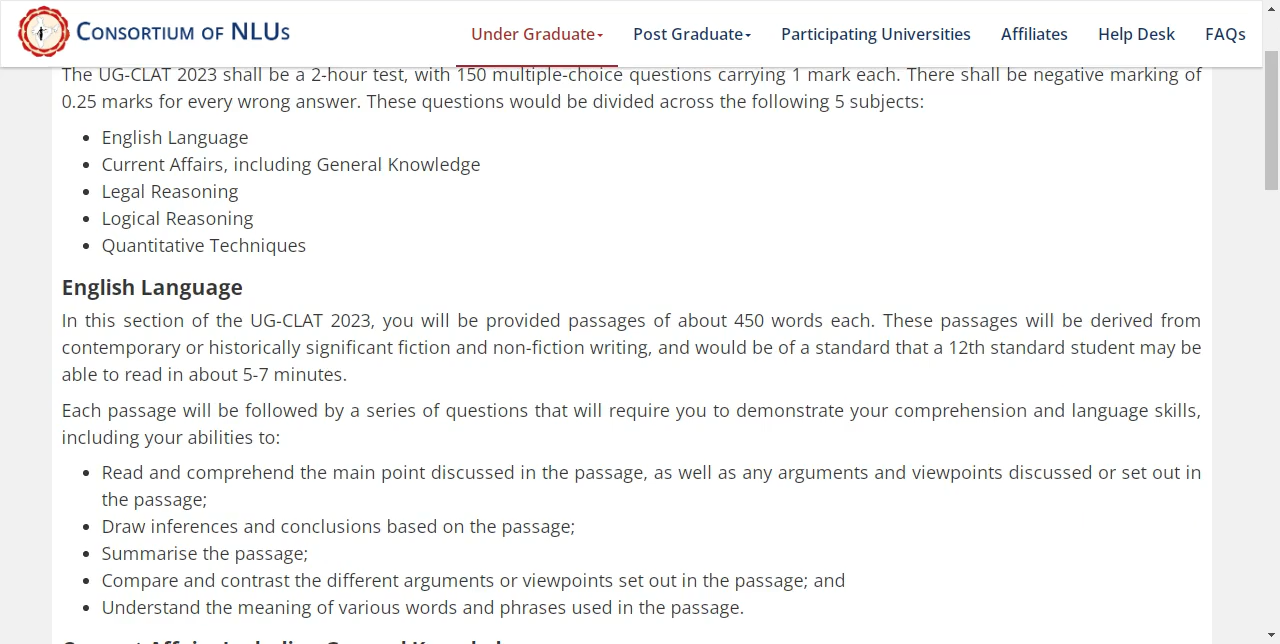 CONSORTIUM OF NLUS
Under Graduate Post Graduate Participating Universities Affiliates Help Desk FAQs
The UG-CLAT 2023 shall be a 2-hour test, with 150 multiple-choice questions carrying 1 mark each. There shall be negative marking of
0.25 marks for every wrong answer. These questions would be divided across the following 5 subjects:
• English Language
• Current Affairs, including General Knowledge
• Legal Reasoning
• Logical Reasoning
• Quantitative Techniques
English Language
In this section of the UG-CLAT 2023, you will be provided passages of about 450 words each. These passages will be derived from
contemporary or historically significant fiction and non-fiction writing, and would be of a standard that a 12th standard student may be
able to read in about 5-7 minutes.
Each passage will be followed by a series of questions that will require you to demonstrate your comprehension and language skills,
including your abilities to:
• Read and comprehend the main point discussed in the passage, as well as any arguments and viewpoints discussed or set out in
the passage;
• Draw inferences and conclusions based on the passage;
• Summarise the passage;
• Compare and contrast the different arguments or viewpoints set out in the passage; and
• Understand the meaning of various words and phrases used in the passage.